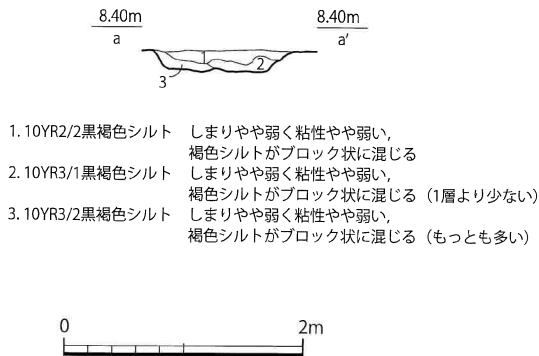 8.40m 8.40m
a a′
1
2
3
1. 10YR2/2黒褐色シルト しまりやや弱く粘性やや弱い,
褐色シルトがブロック状に混じる
2. 10YR3/1黒褐色シルト しまりやや弱く粘性やや弱い,
褐色シルトがブロック状に混じる（1層より少ない）
3. 10YR3/2黒褐色シルト しまりやや弱く粘性やや弱い,
褐色シルトがブロック状に混じる（もっとも多い）
0 2m